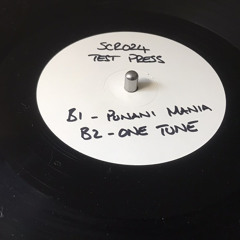 SCR024
TEST PRESS
B1 - PUNANI MANIA
B2 - ONE TUNE